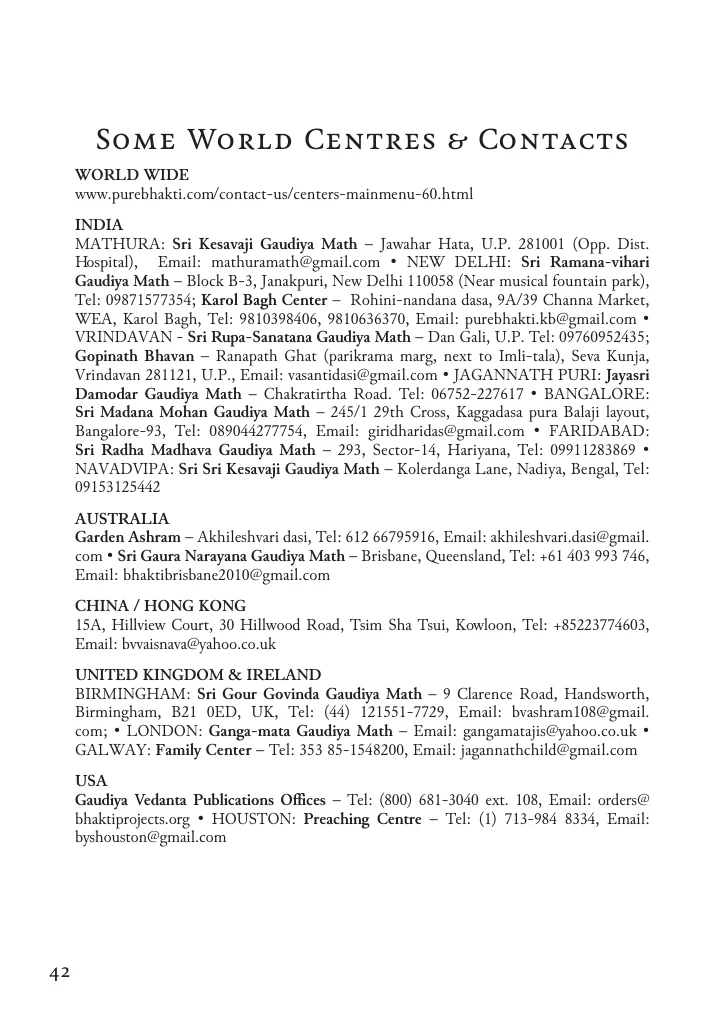 Some World Centres & Contacts
WORLD WIDE
www.purebhakti.com/contact-us/centers-mainmenu-60.html
INDIA
MATHURA: Sri Kesavaji Gaudiya Math – Jawahar Hata, U.P. 281001 (Opp. Dist.
Hospital), Email: mathuramath@gmail.com • NEW DELHI: Sri Ramana-vihari
Gaudiya Math – Block B-3, Janakpuri, New Delhi 110058 (Near musical fountain park),
Tel: 09871577354; Karol Bagh Center – Rohini-nandana dasa, 9A/39 Channa Market,
WEA, Karol Bagh, Tel: 9810398406, 9810636370, Email: purebhakti.kb@gmail.com •
VRINDAVAN - Sri Rupa-Sanatana Gaudiya Math – Dan Gali, U.P. Tel: 09760952435;
Gopinath Bhavan – Ranapath Ghat (parikrama marg, next to Imli-tala), Seva Kunja,
Vrindavan 281121, U.P., Email: vasantidasi@gmail.com • JAGANNATH PURI: Jayasri
Damodar Gaudiya Math – Chakratirtha Road. Tel: 06752-227617 • BANGALORE:
Sri Madana Mohan Gaudiya Math – 245/1 29th Cross, Kaggadasa pura Balaji layout,
Bangalore-93, Tel: 089044277754, Email: giridharidas@gmail.com • FARIDABAD:
Sri Radha Madhava Gaudiya Math – 293, Sector-14, Hariyana, Tel: 09911283869 •
NAVADVIPA: Sri Sri Kesavaji Gaudiya Math – Kolerdanga Lane, Nadiya, Bengal, Tel:
09153125442
AUSTRALIA
Garden Ashram – Akhileshvari dasi, Tel: 612 66795916, Email: akhileshvari.dasi@gmail.
com • Sri Gaura Narayana Gaudiya Math – Brisbane, Queensland, Tel: +61 403 993 746,
Email: bhaktibrisbane2010@gmail.com
CHINA / HONG KONG
15A, Hillview Court, 30 Hillwood Road, Tsim Sha Tsui, Kowloon, Tel: +85223774603,
Email: bvvaisnava@yahoo.co.uk
UNITED KINGDOM & IRELAND
BIRMINGHAM: Sri Gour Govinda Gaudiya Math – 9 Clarence Road, Handsworth,
Birmingham, B21 0ED, UK, Tel: (44) 121551-7729, Email: bvashram108@gmail.
com; • LONDON: Ganga-mata Gaudiya Math – Email: gangamatajis@yahoo.co.uk •
GALWAY: Family Center – Tel: 353 85-1548200, Email: jagannathchild@gmail.com
USA
Gaudiya Vedanta Publications Offices – Tel: (800) 681-3040 ext. 108, Email: orders@
bhaktiprojects.org • HOUSTON: Preaching Centre – Tel: (1) 713-984 8334, Email:
byshouston@gmail.com
42